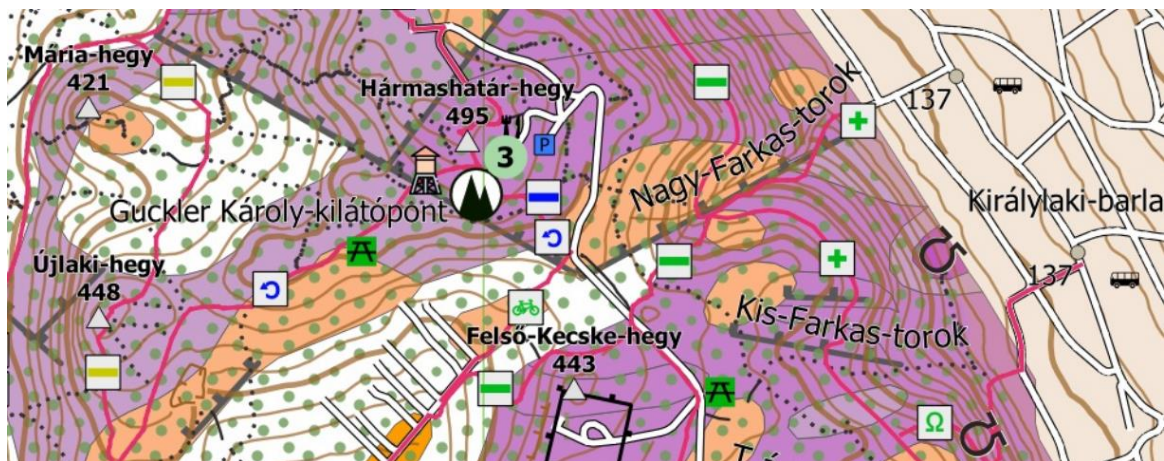 Mária-hegy
421
Hármashatár-hegy
495
3
P
Nagy-Farkas-torok
137
Guckler Károly-kilátópont
Királylaki-barla
Újlaki-hegy
448
137
Kis-Farkas-torok
Felső-Kecske-hegy
443
Ω